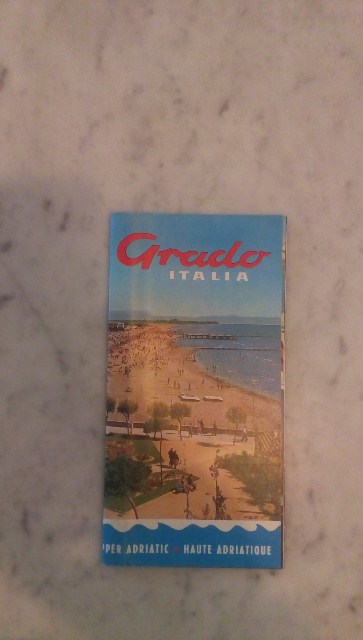 Grado
ITALIA
PER ADRIATIC • HAUTE ADRIATIQUE